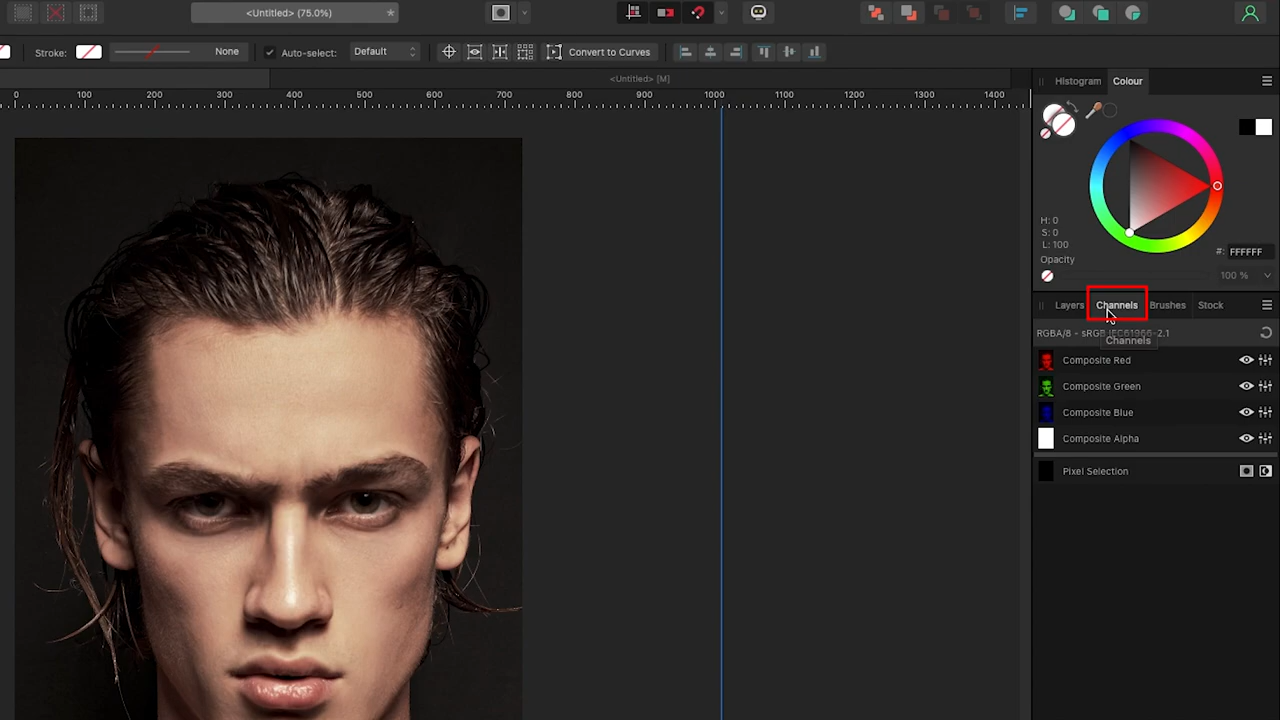 <Untitled> (75.0%)
*
Stroke:
None
Auto-select:
Default
Convert to Curves
<Untitled> [M]
0 100 200 300 400 500 600 700 800 900 1000 1100 1200 1300 1400
Histogram
Colour
H: 0
S: 0
L: 100
#: FFFFFF
Opacity
100 %
Layers
Channels
Brushes
Stock
RGBA/8 - sRGB IEC61966-2.1
Channels
Composite Red
Composite Green
Composite Blue
Composite Alpha
Pixel Selection